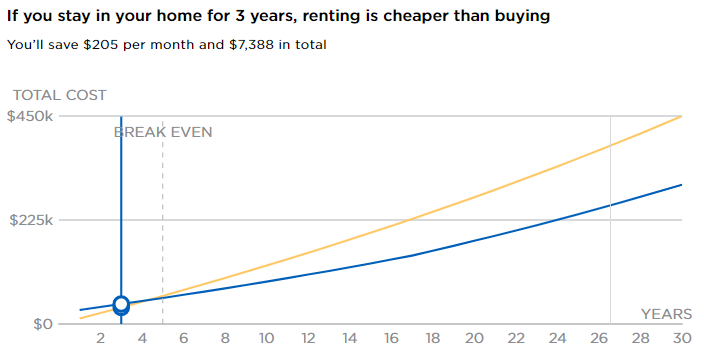 If you stay in your home for 3 years, renting is cheaper than buying
You'll save $205 per month and $7,388 in total
TOTAL COST
$450k
BREAK EVEN
$225k
YEARS
$0
2 4 6 8 10 12 14 16 18 20 22 24 26 28 30